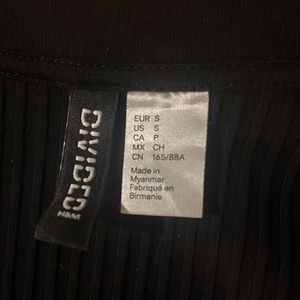 DIVIDED
H&M
EUR S
US S
CA P
MX CH
CN 165/88A
Made in
Myanmar
Fabriqué en
Birmanie